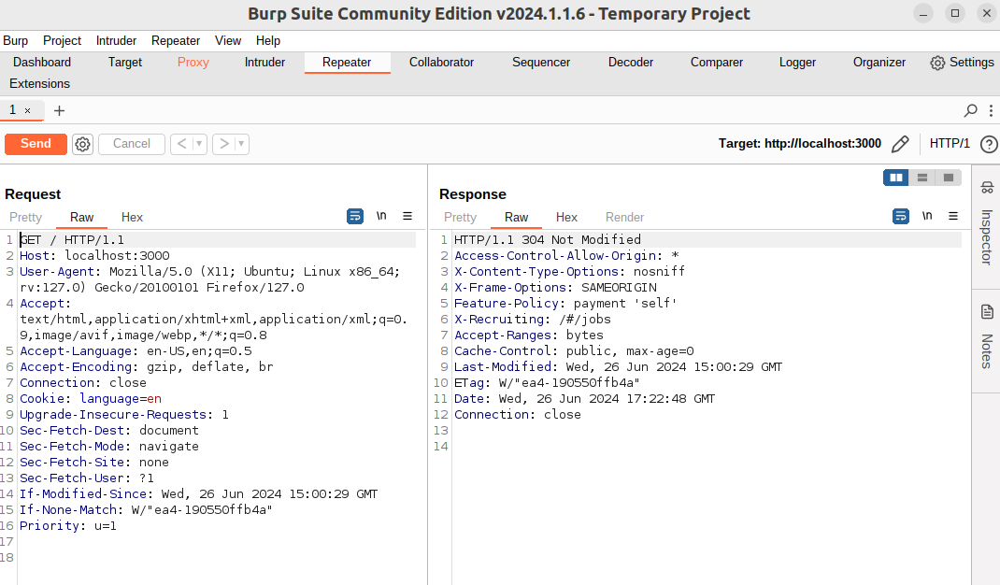 Burp Suite Community Edition v2024.1.1.6 - Temporary Project
Burp Project Intruder Repeater View Help
Dashboard Target Proxy Intruder Repeater Collaborator Sequencer Decoder Comparer Logger Organizer Settings
Extensions
1 × +
Send Cancel < > Target: http://localhost:3000 HTTP/1 ?
Request
Pretty Raw Hex \n
1 GET / HTTP/1.1
2 Host: localhost:3000
3 User-Agent: Mozilla/5.0 (X11; Ubuntu; Linux x86_64;
rv:127.0) Gecko/20100101 Firefox/127.0
4 Accept:
text/html,application/xhtml+xml,application/xml;q=0.
9,image/avif,image/webp,*/*;q=0.8
5 Accept-Language: en-US,en;q=0.5
6 Accept-Encoding: gzip, deflate, br
7 Connection: close
8 Cookie: language=en
9 Upgrade-Insecure-Requests: 1
10 Sec-Fetch-Dest: document
11 Sec-Fetch-Mode: navigate
12 Sec-Fetch-Site: none
13 Sec-Fetch-User: ?1
14 If-Modified-Since: Wed, 26 Jun 2024 15:00:29 GMT
15 If-None-Match: W/"ea4-190550ffb4a"
16 Priority: u=1
17
18
Response
Pretty Raw Hex Render \n
1 HTTP/1.1 304 Not Modified
2 Access-Control-Allow-Origin: *
3 X-Content-Type-Options: nosniff
4 X-Frame-Options: SAMEORIGIN
5 Feature-Policy: payment 'self'
6 X-Recruiting: /#/jobs
7 Accept-Ranges: bytes
8 Cache-Control: public, max-age=0
9 Last-Modified: Wed, 26 Jun 2024 15:00:29 GMT
10 ETag: W/"ea4-190550ffb4a"
11 Date: Wed, 26 Jun 2024 17:22:48 GMT
12 Connection: close
13
14
Inspector
Notes